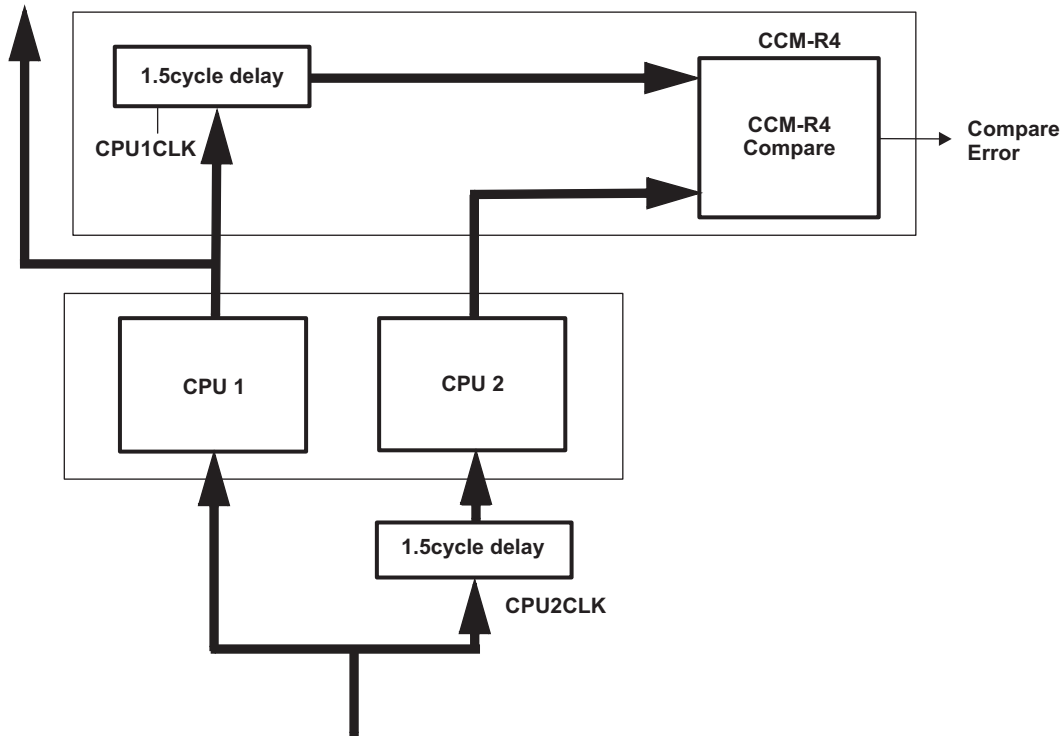 CCM-R4
1.5cycle delay
CPU1CLK
CCM-R4
Compare
Compare
Error
CPU 1
CPU 2
1.5cycle delay
CPU2CLK